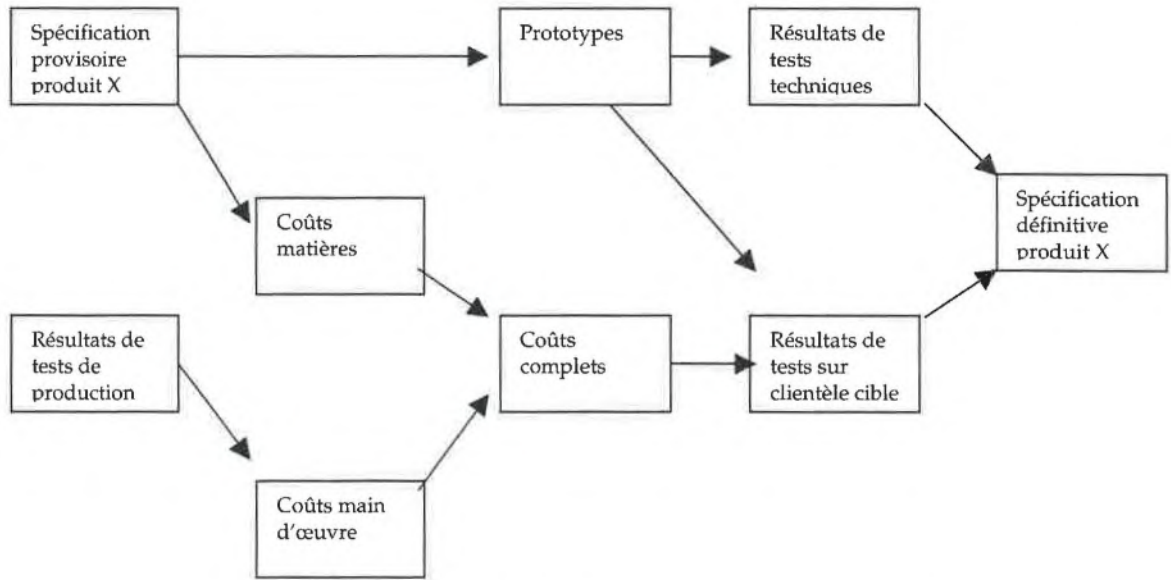 Spécification
provisoire
produit X
Prototypes
Résultats de
tests
techniques
Coûts
matières
Spécification
définitive
produit X
Résultats de
tests de
production
Coûts
complets
Résultats de
tests sur
clientèle cible
Coûts main
d'œuvre